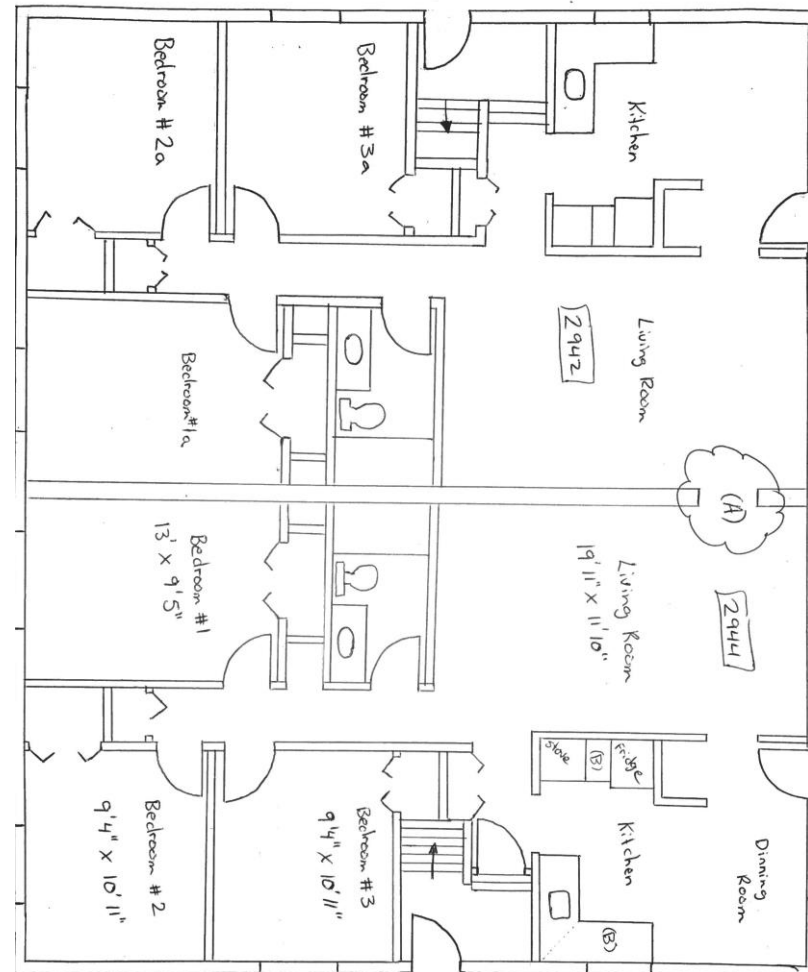 Bedroom #2a
Bedroom #3a
Kitchen
Living Room
2942
Bedroom#1a
(A)
Bedroom #1
13' x 9'5"
Living Room
19'11" x 11'10"
2944
Bedroom #2
9'4" x 10'11"
Bedroom #3
9'4" x 10'11"
stove
(B)
fridge
Kitchen
(B)
Dinning
Room